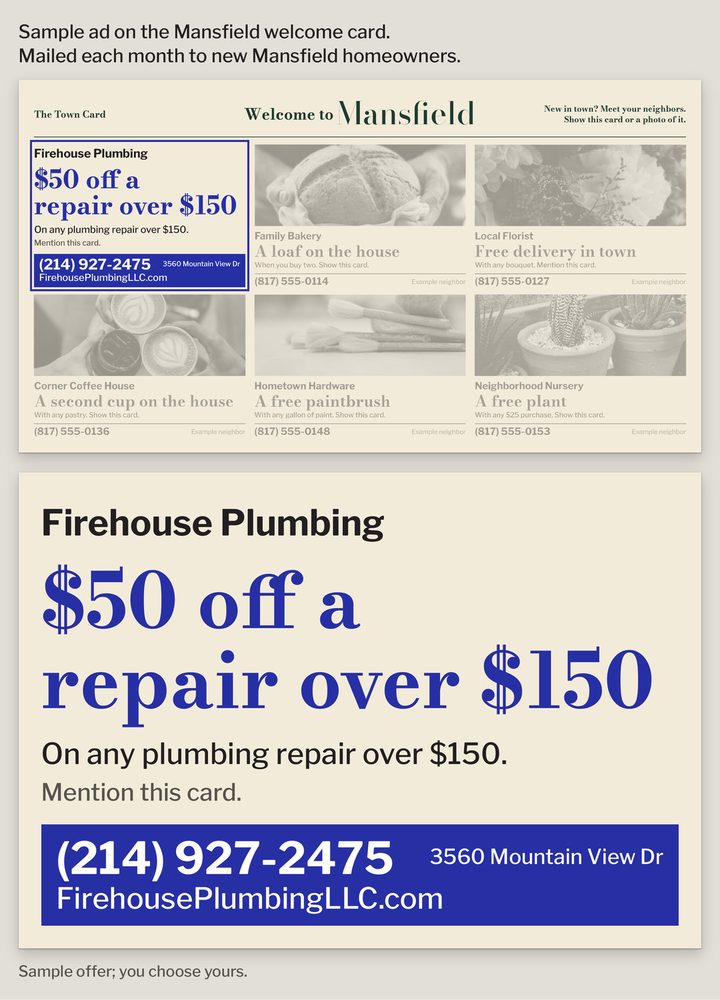 Sample ad on the Mansfield welcome card.
Mailed each month to new Mansfield homeowners.
The Town Card
Welcome to Mansfield
New in town? Meet your neighbors.
Show this card or a photo of it.
Firehouse Plumbing
$50 off a
repair over $150
On any plumbing repair over $150.
Mention this card.
(214) 927-2475 3560 Mountain View Dr
FirehousePlumbingLLC.com
Family Bakery
A loaf on the house
When you buy two. Show this card.
(817) 555-0114 Example neighbor
Local Florist
Free delivery in town
With any bouquet. Mention this card.
(817) 555-0127 Example neighbor
Corner Coffee House
A second cup on the house
With any pastry. Show this card.
(817) 555-0136 Example neighbor
Hometown Hardware
A free paintbrush
With any gallon of paint. Show this card.
(817) 555-0148 Example neighbor
Neighborhood Nursery
A free plant
With any $25 purchase. Show this card.
(817) 555-0153 Example neighbor
Firehouse Plumbing
$50 off a
repair over $150
On any plumbing repair over $150.
Mention this card.
(214) 927-2475 3560 Mountain View Dr
FirehousePlumbingLLC.com
Sample offer; you choose yours.